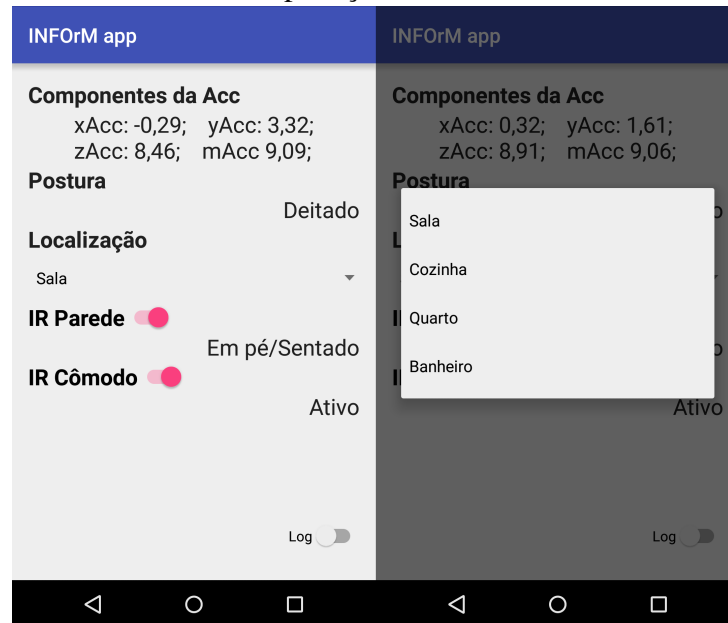 INFOrM app
Componentes da Acc
xAcc: -0,29; yAcc: 3,32;
zAcc: 8,46; mAcc 9,09;
Postura
Deitado
Localização
Sala
IR Parede
Em pé/Sentado
IR Cômodo
Ativo
Log
INFOrM app
Componentes da Acc
xAcc: 0,32; yAcc: 1,61;
zAcc: 8,91; mAcc 9,06;
Postura
Sala
Cozinha
Quarto
Banheiro
Ativo
Log